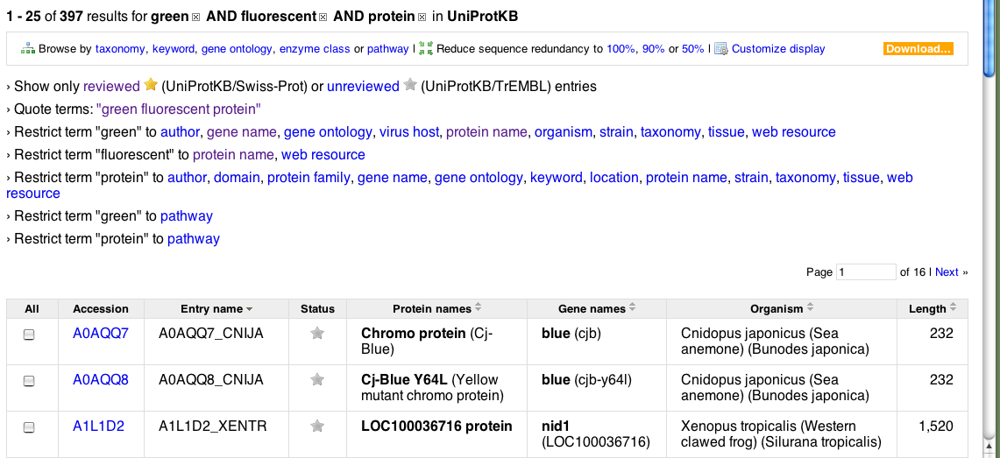 1 - 25 of 397 results for green AND fluorescent AND protein in UniProtKB
Browse by taxonomy, keyword, gene ontology, enzyme class or pathway | Reduce sequence redundancy to 100%, 90% or 50% | Customize display Download...
› Show only reviewed (UniProtKB/Swiss-Prot) or unreviewed (UniProtKB/TrEMBL) entries
› Quote terms: "green fluorescent protein"
› Restrict term "green" to author, gene name, gene ontology, virus host, protein name, organism, strain, taxonomy, tissue, web resource
› Restrict term "fluorescent" to protein name, web resource
› Restrict term "protein" to author, domain, protein family, gene name, gene ontology, keyword, location, protein name, strain, taxonomy, tissue, web
resource
› Restrict term "green" to pathway
› Restrict term "protein" to pathway
Page 1 of 16 | Next »
All Accession Entry name Status Protein names Gene names Organism Length
A0AQQ7 A0AQQ7_CNIJA Chromo protein (Cj- blue (cjb) Cnidopus japonicus (Sea 232
Blue) anemone) (Bunodes japonica)
A0AQQ8 A0AQQ8_CNIJA Cj-Blue Y64L (Yellow blue (cjb-y64l) Cnidopus japonicus (Sea 232
mutant chromo protein) anemone) (Bunodes japonica)
A1L1D2 A1L1D2_XENTR LOC100036716 protein nid1 Xenopus tropicalis (Western 1,520
(LOC100036716) clawed frog) (Silurana tropicalis)